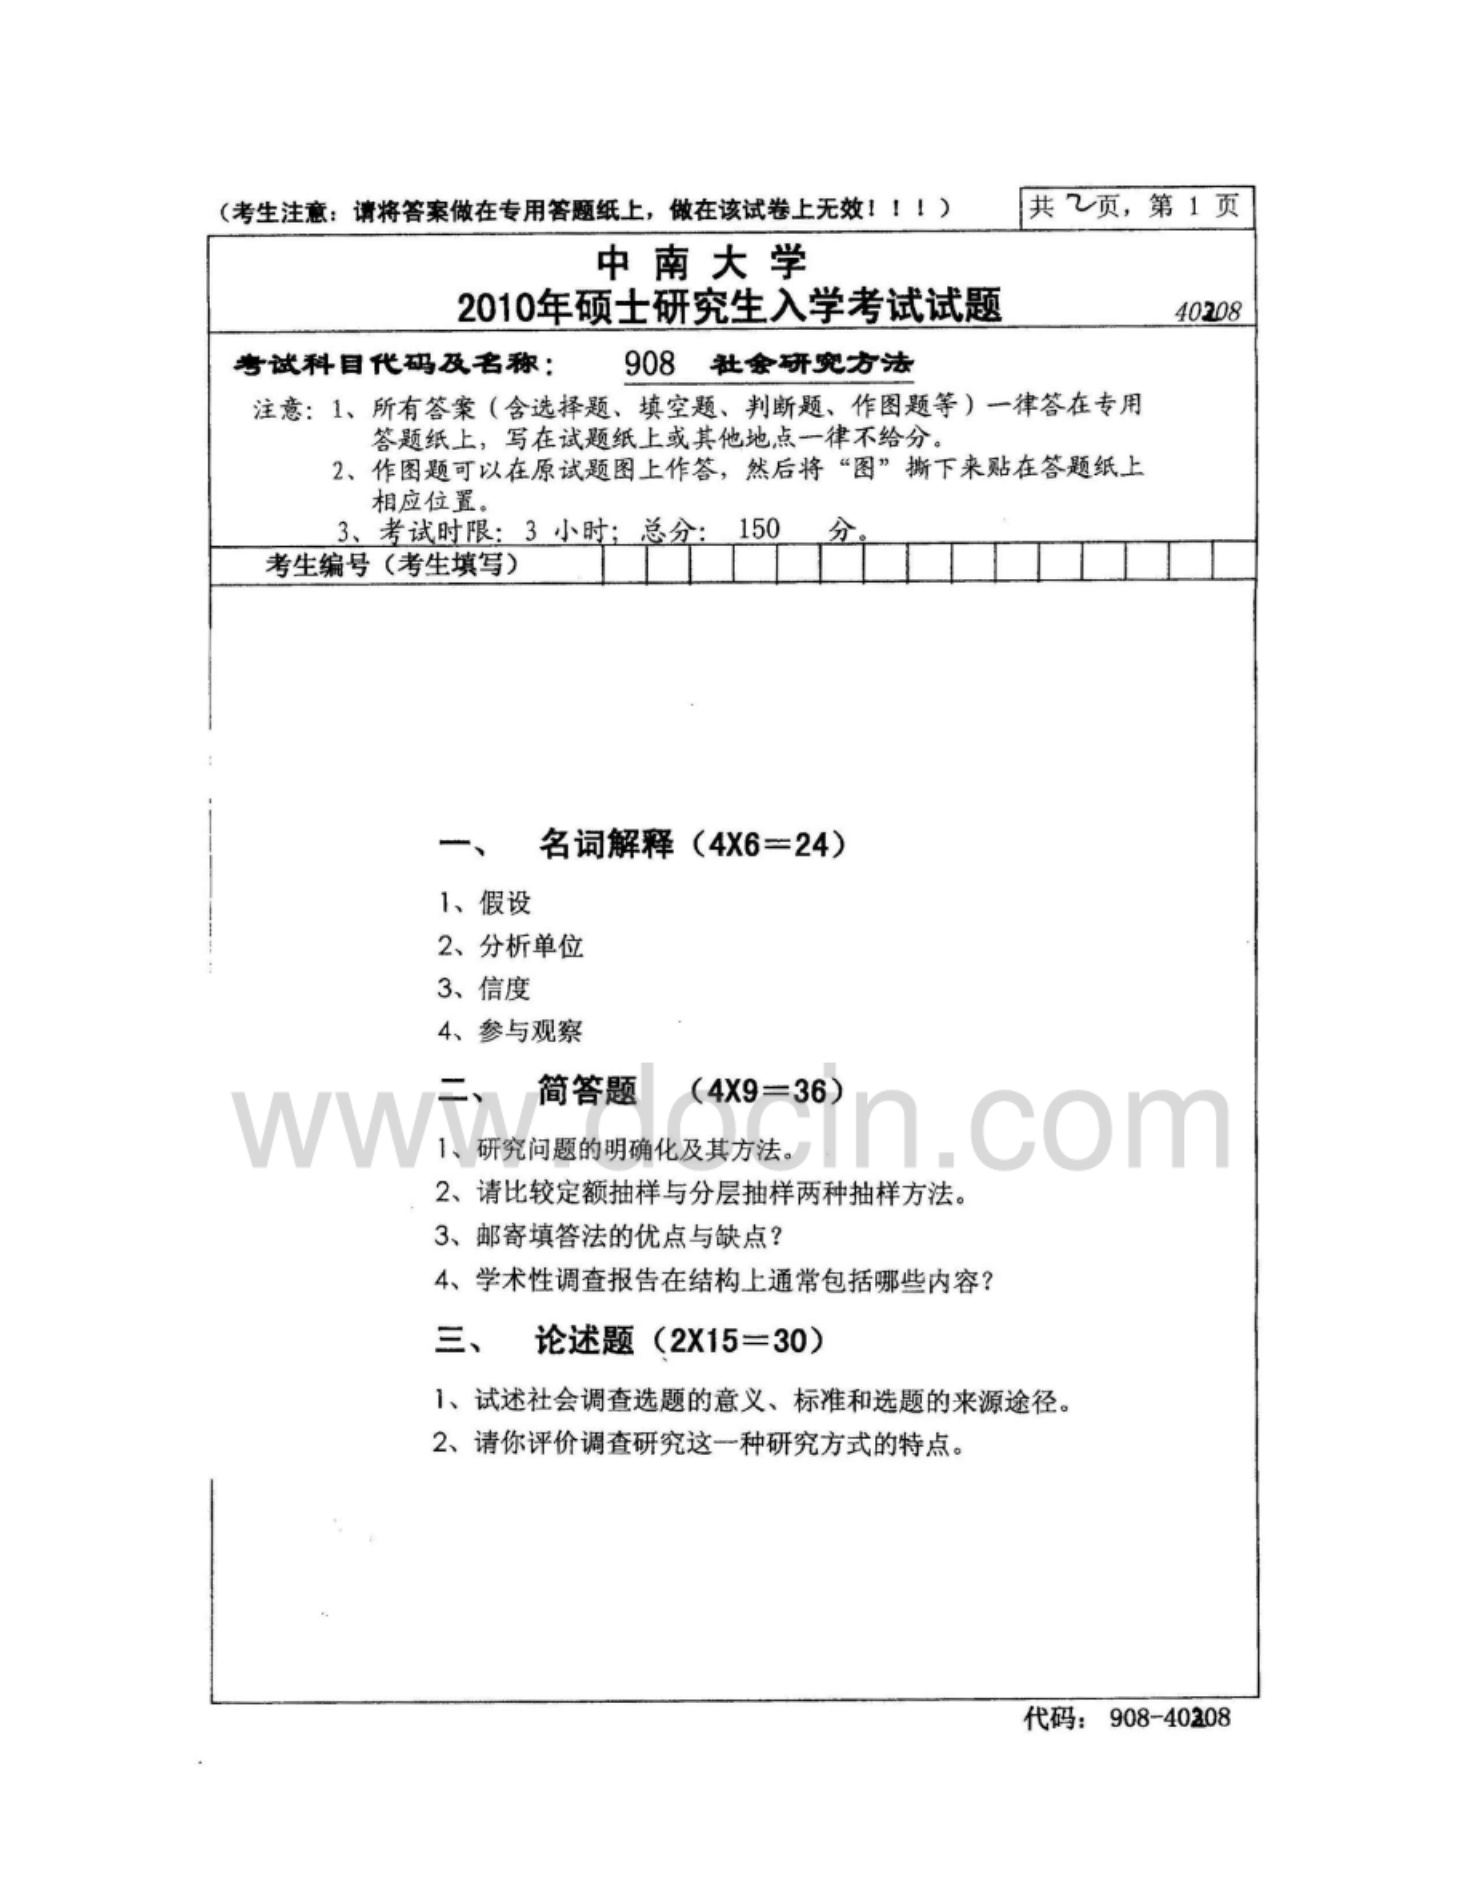 （考生注意：请将答案做在专用答题纸上，做在该试卷上无效！！！）
共 2页，第 1 页
中 南 大 学
2010年硕士研究生入学考试试题
考试科目代码及名称： 908 社会研究方法
注意：1、所有答案（含选择题、填空题、判断题、作图题等）一律答在专用
答题纸上，写在试题纸上或其他地点一律不给分。
2、作图题可以在原试题图上作答，然后将“图”撕下来贴在答题纸上
相应位置。
3、考试时限：3 小时；总分： 150 分。
考生编号（考生填写）
一、 名词解释（4X6＝24）
1、假设
2、分析单位
3、信度
4、参与观察
二、 简答题 （4X9＝36）
www.docin.com
1、研究问题的明确化及其方法。
2、请比较定额抽样与分层抽样两种抽样方法。
3、邮寄填答法的优点与缺点？
4、学术性调查报告在结构上通常包括哪些内容？
三、 论述题（2X15＝30）
1、试述社会调查选题的意义、标准和选题的来源途径。
2、请你评价调查研究这一种研究方式的特点。
代码：